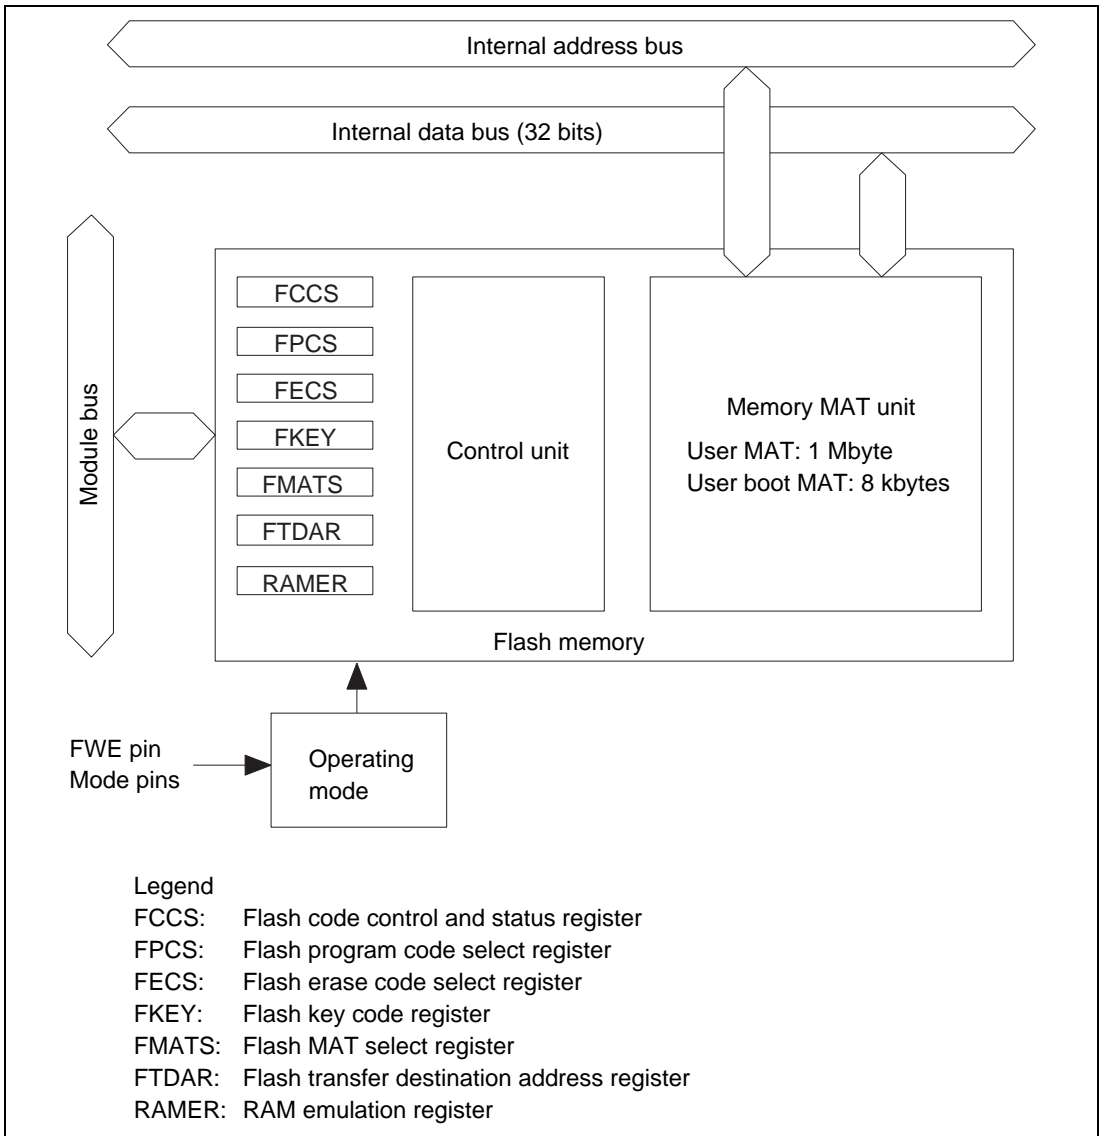 Internal address bus
Internal data bus (32 bits)
Module bus
FCCS
FPCS
FECS
FKEY
FMATS
FTDAR
RAMER
Control unit
Memory MAT unit
User MAT: 1 Mbyte
User boot MAT: 8 kbytes
Flash memory
FWE pin
Mode pins
Operating
mode
Legend
FCCS: Flash code control and status register
FPCS: Flash program code select register
FECS: Flash erase code select register
FKEY: Flash key code register
FMATS: Flash MAT select register
FTDAR: Flash transfer destination address register
RAMER: RAM emulation register